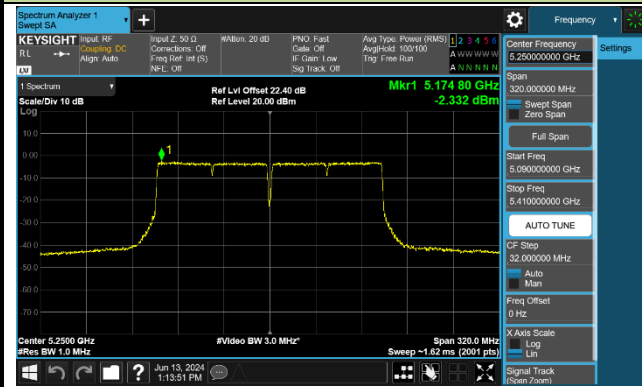 Spectrum Analyzer 1
Swept SA
Frequency
KEYSIGHT
RL
LXI
Input: RF
Coupling: DC
Align: Auto
Input Z: 50 Ω
Corrections: Off
Freq Ref: Int (S)
NFE: Off
#Atten: 20 dB
PNO: Fast
Gate: Off
IF Gain: Low
Sig Track: Off
Avg Type: Power (RMS)
Avg|Hold: 100/100
Trig: Free Run
1 2 3 4 5 6
A W W W W W
A N N N N N
1 Spectrum
Scale/Div 10 dB
Log
Ref Lvl Offset 22.40 dB
Ref Level 20.00 dBm
Mkr1 5.174 80 GHz
-2.332 dBm
1
10.0
0.00
-10.0
-20.0
-30.0
-40.0
-50.0
-60.0
-70.0
Center 5.2500 GHz
#Res BW 1.0 MHz
#Video BW 3.0 MHz*
Span 320.0 MHz
Sweep ~1.62 ms (2001 pts)
Jun 13, 2024
1:13:51 PM
Center Frequency
5.250000000 GHz
Span
320.000000 MHz
Swept Span
Zero Span
Full Span
Start Freq
5.090000000 GHz
Stop Freq
5.410000000 GHz
AUTO TUNE
CF Step
32.000000 MHz
Auto
Man
Freq Offset
0 Hz
X Axis Scale
Log
Lin
Signal Track
(Span Zoom)
Settings